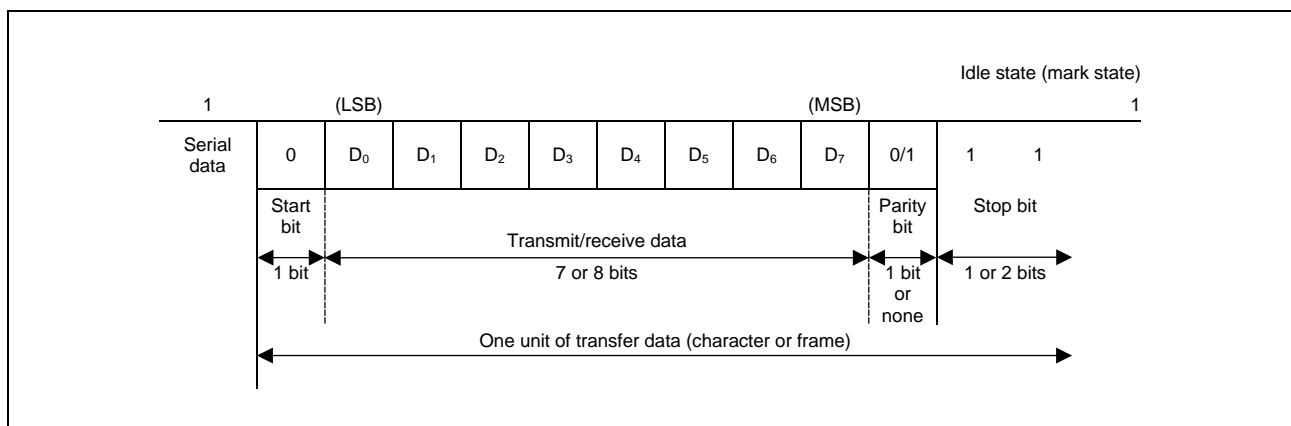 Idle state (mark state)
1 (LSB) (MSB) 1
Serial data 0 D₀ D₁ D₂ D₃ D₄ D₅ D₆ D₇ 0/1 1 1
Start bit Parity bit Stop bit
Transmit/receive data
1 bit 7 or 8 bits 1 bit or none 1 or 2 bits
One unit of transfer data (character or frame)